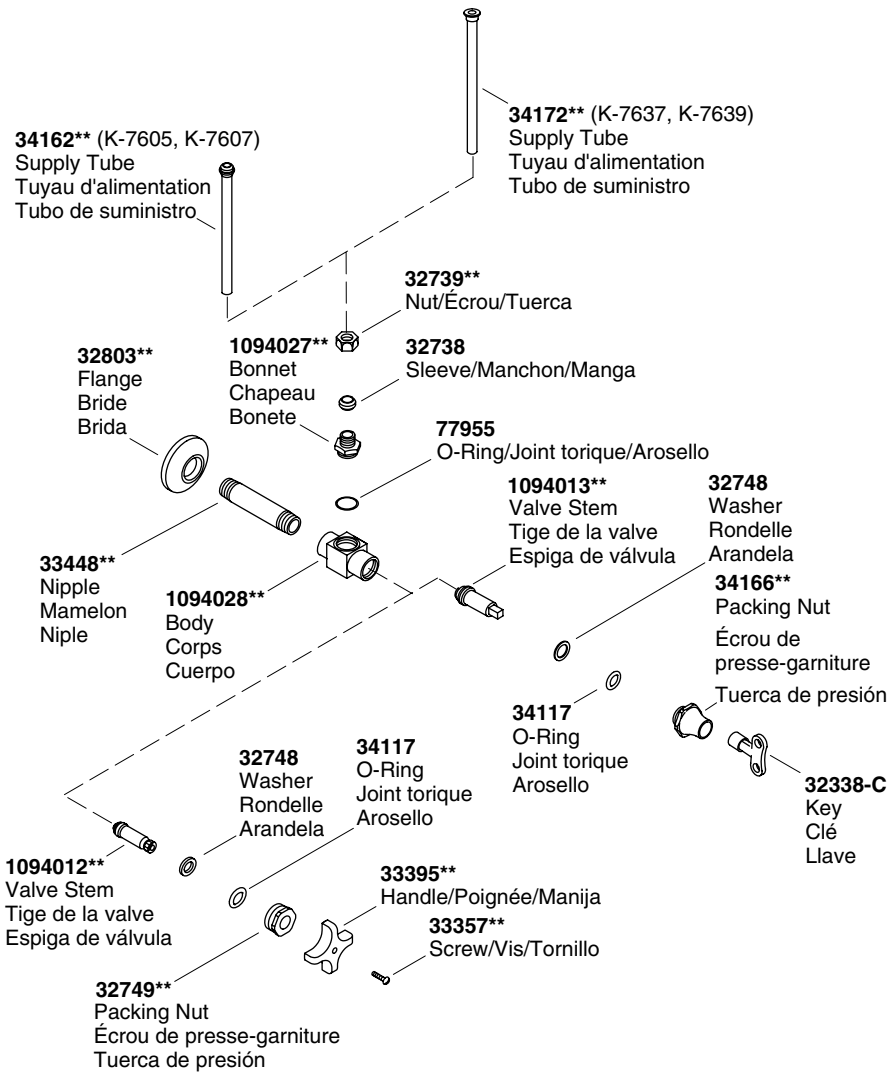 34172** (K-7637, K-7639)
Supply Tube
Tuyau d'alimentation
Tubo de suministro
34162** (K-7605, K-7607)
Supply Tube
Tuyau d'alimentation
Tubo de suministro
32739**
Nut/Écrou/Tuerca
32803**
Flange
Bride
Brida
1094027**
Bonnet
Chapeau
Bonete
32738
Sleeve/Manchon/Manga
77955
O-Ring/Joint torique/Arosello
1094013**
Valve Stem
Tige de la valve
Espiga de válvula
32748
Washer
Rondelle
Arandela
33448**
Nipple
Mamelon
Niple
1094028**
Body
Corps
Cuerpo
34166**
Packing Nut
Écrou de
presse-garniture
Tuerca de presión
34117
O-Ring
Joint torique
Arosello
32338-C
Key
Clé
Llave
32748
Washer
Rondelle
Arandela
34117
O-Ring
Joint torique
Arosello
1094012**
Valve Stem
Tige de la valve
Espiga de válvula
33395**
Handle/Poignée/Manija
33357**
Screw/Vis/Tornillo
32749**
Packing Nut
Écrou de presse-garniture
Tuerca de presión